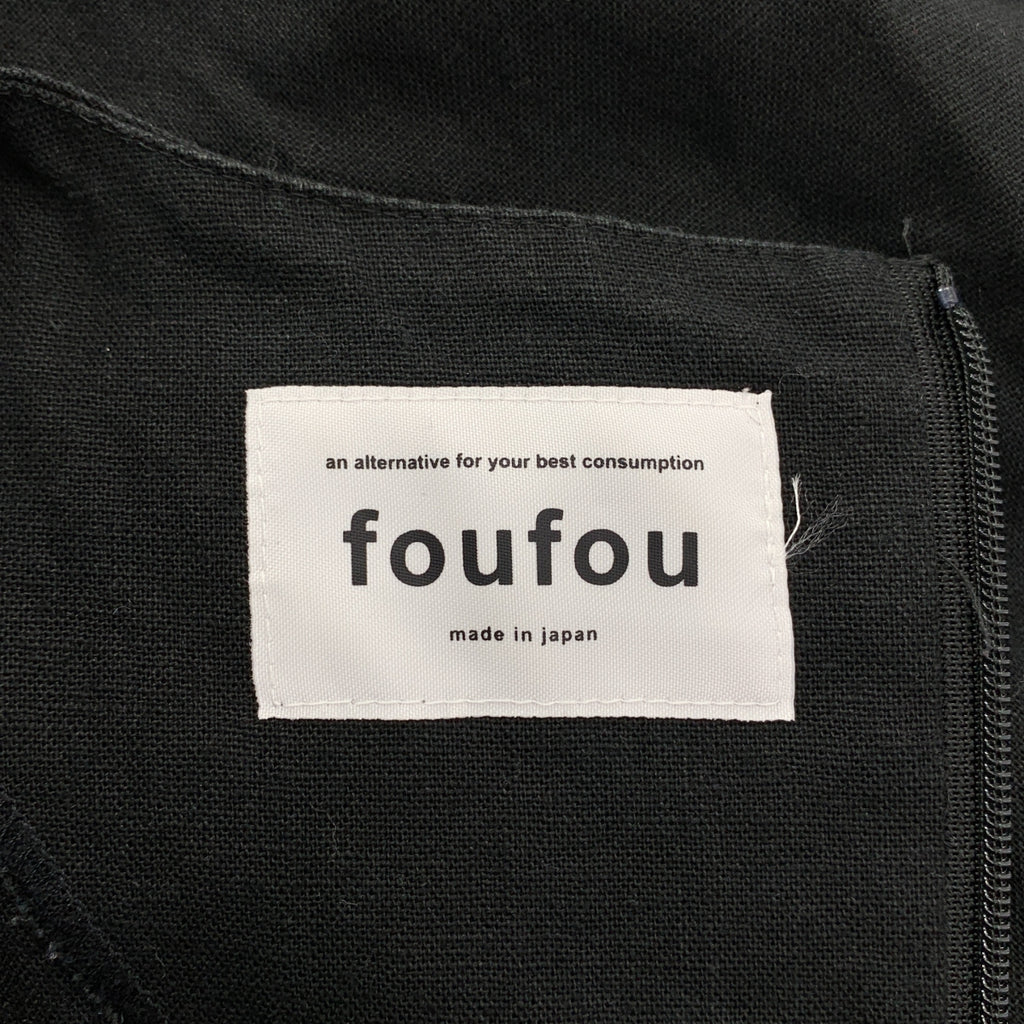 an alternative for your best consumption
foufou
made in japan